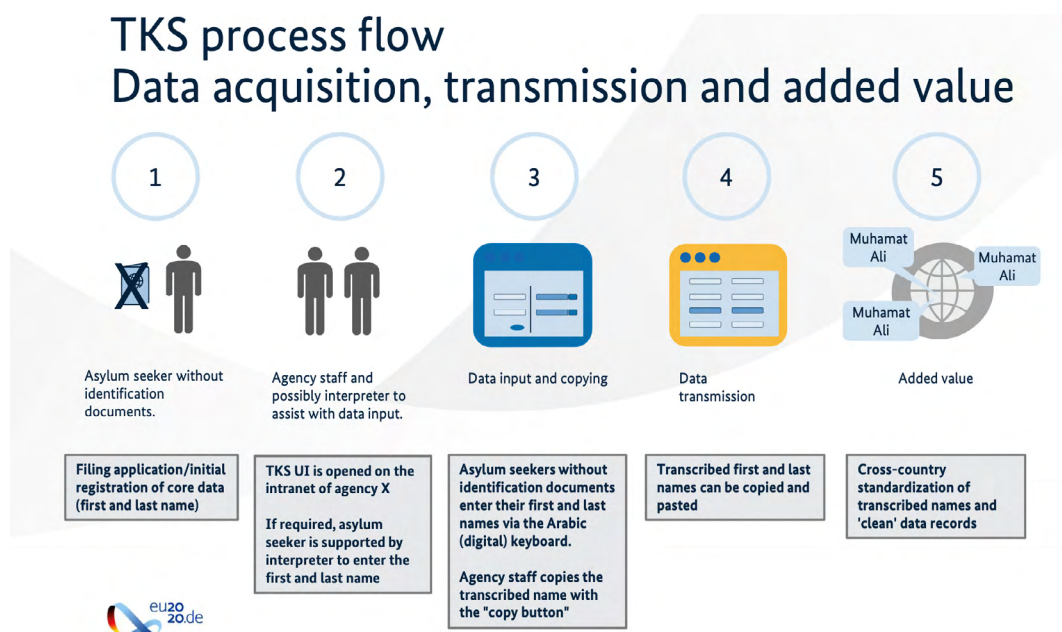 TKS process flow
Data acquisition, transmission and added value
1
2
3
4
5
Muhamat
Ali
Muhamat
Ali
Muhamat
Ali
Asylum seeker without
identification
documents.
Agency staff and
possibly interpreter to
assist with data input.
Data input and copying
Data
transmission
Added value
Filing application/initial
registration of core data
(first and last name)
TKS UI is opened on the
intranet of agency X
If required, asylum
seeker is supported by
interpreter to enter the
first and last name
Asylum seekers without
identification documents
enter their first and last
names via the Arabic
(digital) keyboard.
Agency staff copies the
transcribed name with
the "copy button"
Transcribed first and last
names can be copied and
pasted
Cross-country
standardization of
transcribed names and
'clean' data records
eu20
20.de